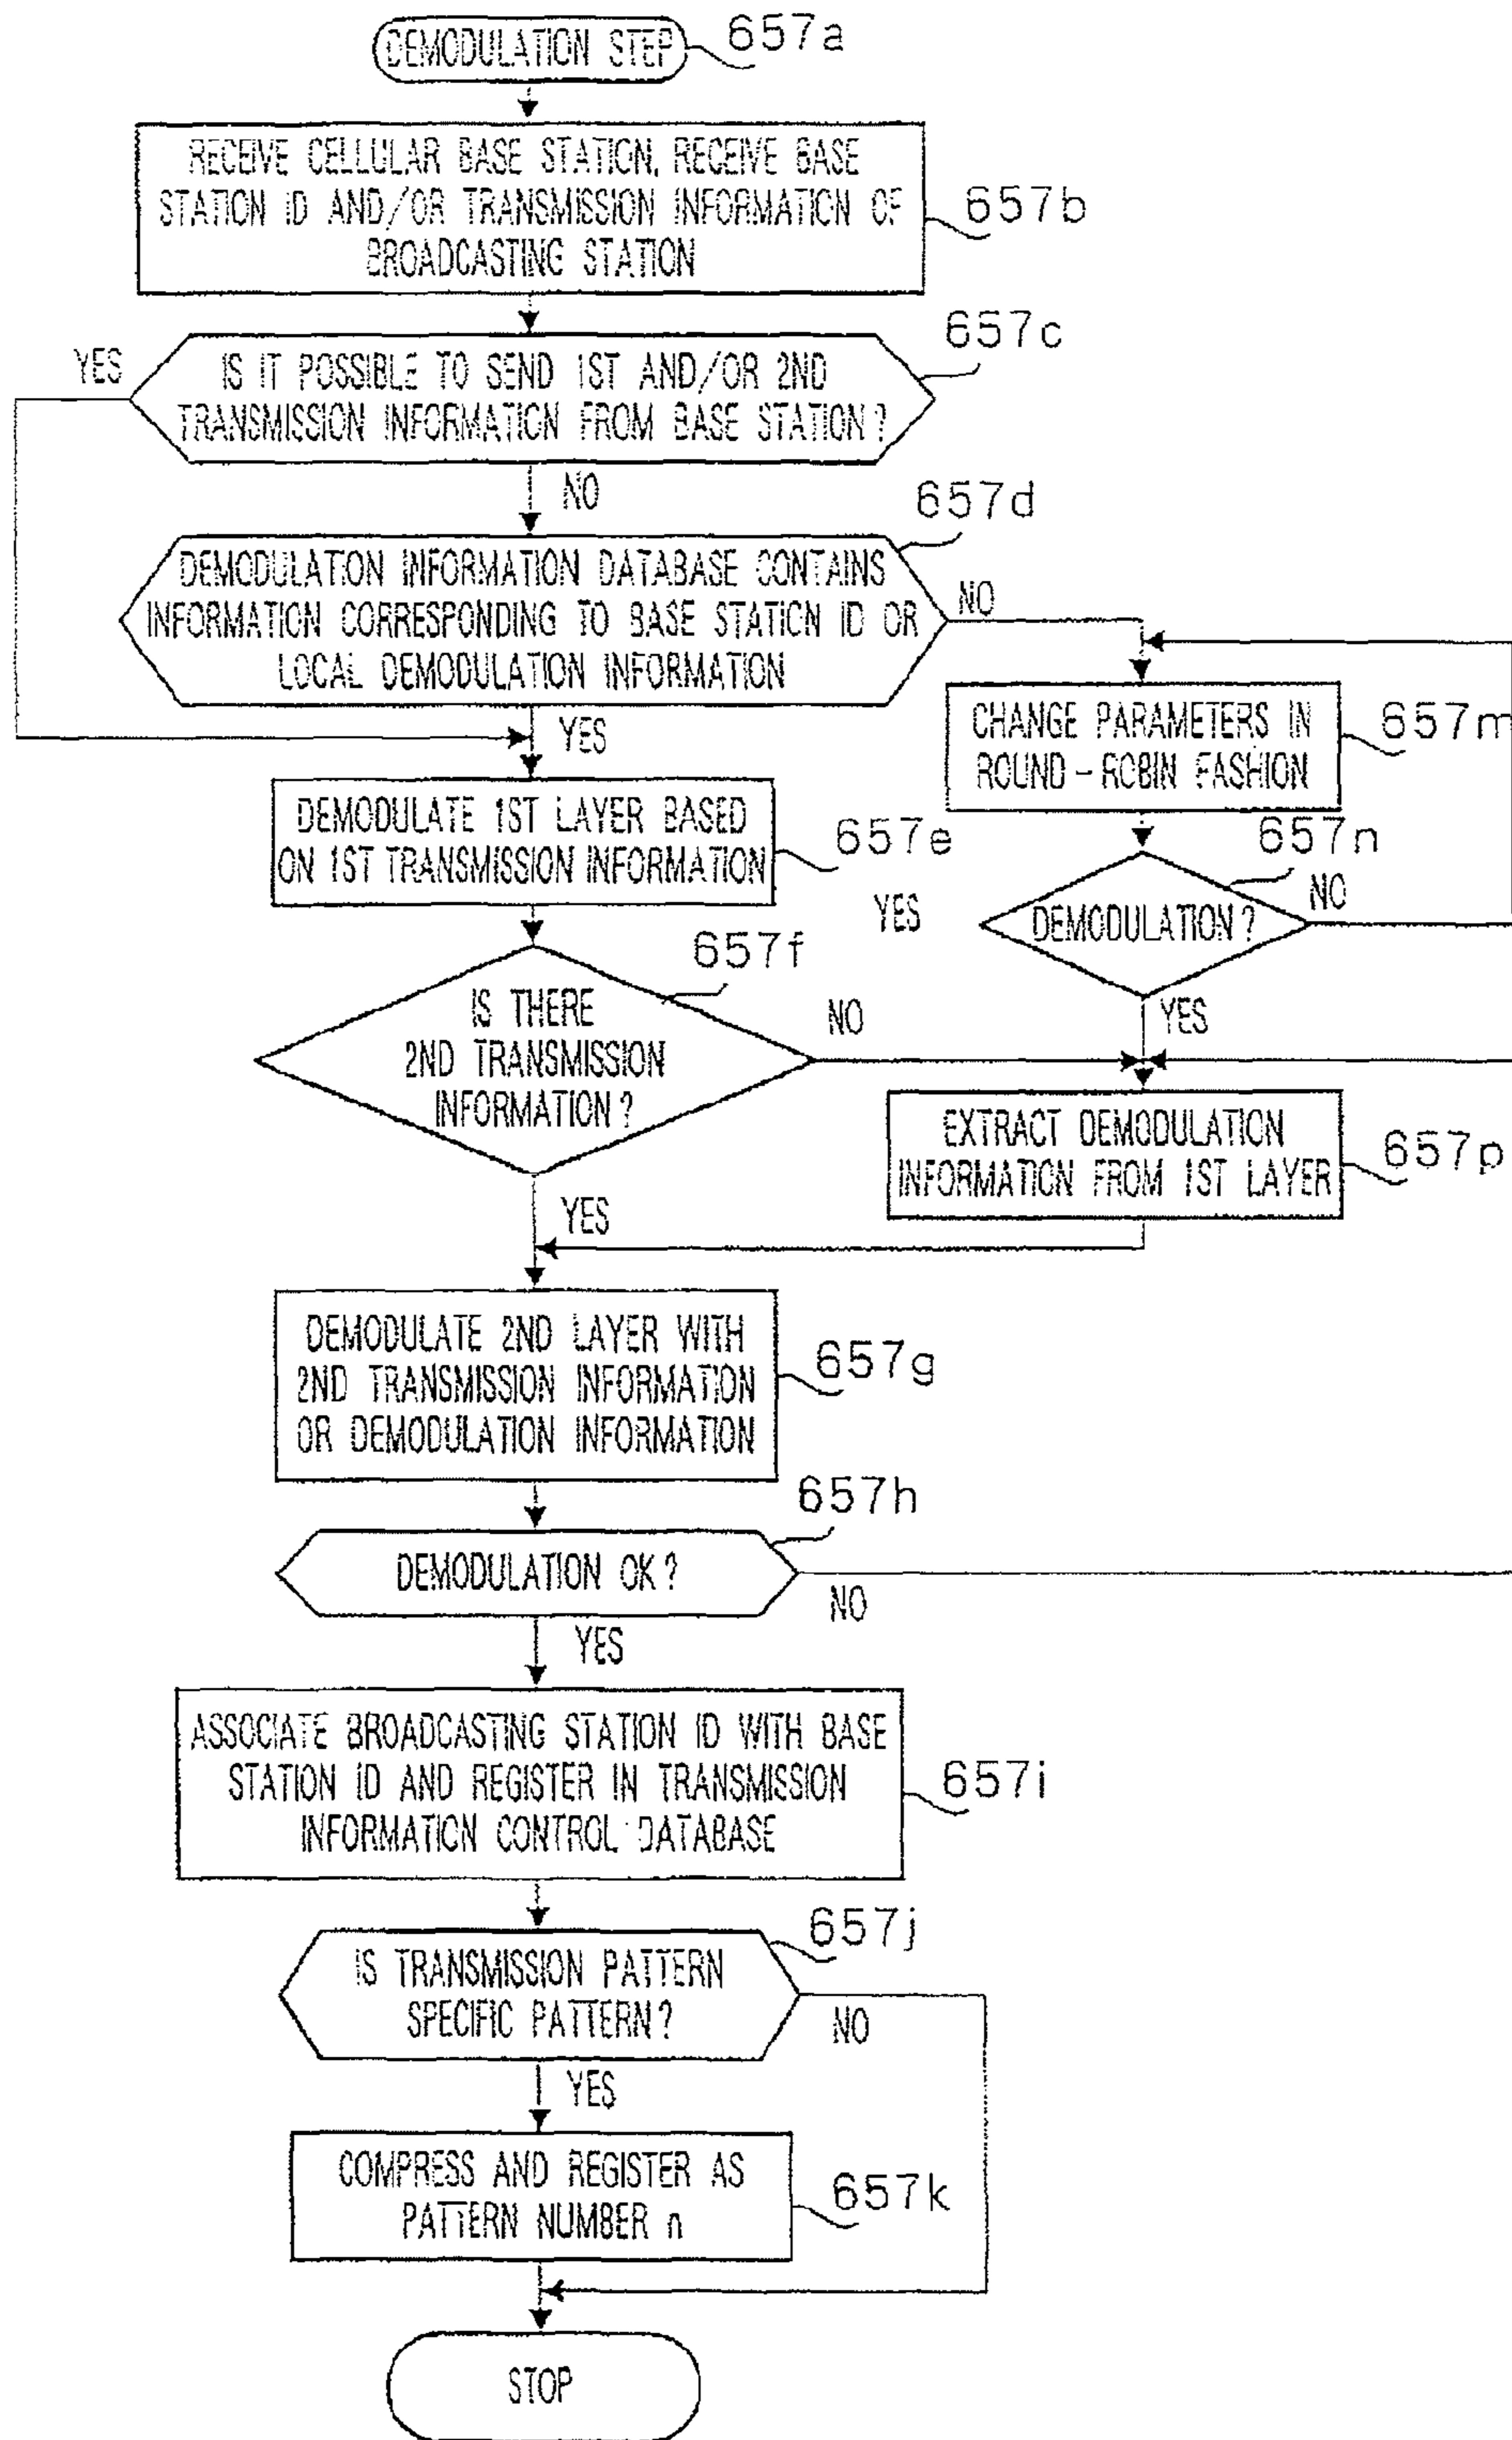 DEMODULATION STEP
657a
RECEIVE CELLULAR BASE STATION, RECEIVE BASE
STATION ID AND/OR TRANSMISSION INFORMATION OF
BROADCASTING STATION
657b
657c
YES
IS IT POSSIBLE TO SEND 1ST AND/OR 2ND
TRANSMISSION INFORMATION FROM BASE STATION?
NO
657d
DEMODULATION INFORMATION DATABASE CONTAINS
INFORMATION CORRESPONDING TO BASE STATION ID OR
LOCAL DEMODULATION INFORMATION
NO
YES
CHANGE PARAMETERS IN
ROUND-ROBIN FASHION
657m
DEMODULATE 1ST LAYER BASED
ON 1ST TRANSMISSION INFORMATION
657e
657n
YES
DEMODULATION?
NO
YES
657f
IS THERE
2ND TRANSMISSION
INFORMATION?
NO
YES
EXTRACT DEMODULATION
INFORMATION FROM 1ST LAYER
657p
DEMODULATE 2ND LAYER WITH
2ND TRANSMISSION INFORMATION
OR DEMODULATION INFORMATION
657g
657h
DEMODULATION OK?
NO
YES
ASSOCIATE BROADCASTING STATION ID WITH BASE
STATION ID AND REGISTER IN TRANSMISSION
INFORMATION CONTROL DATABASE
657i
657j
IS TRANSMISSION PATTERN
SPECIFIC PATTERN?
NO
YES
COMPRESS AND REGISTER AS
PATTERN NUMBER n
657k
STOP